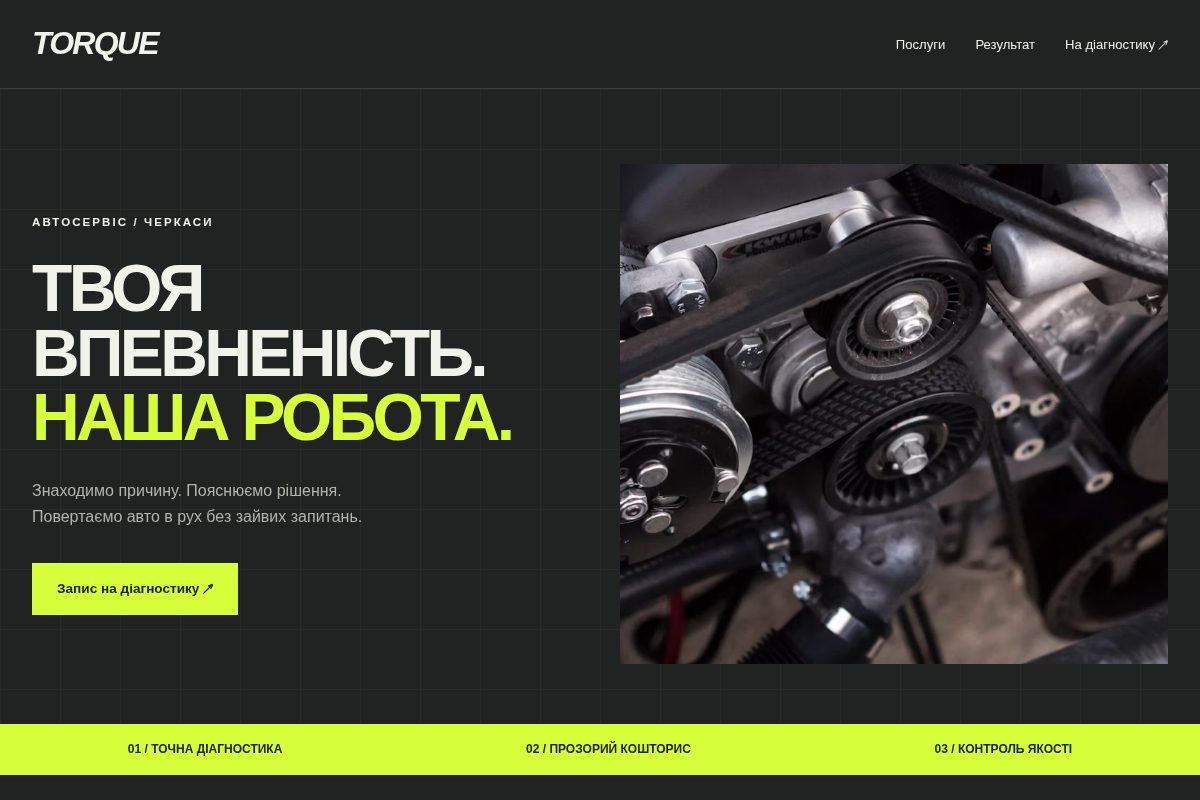 TORQUE
Послуги
Результат
На діагностику ↗
АВТОСЕРВІС / ЧЕРКАСИ
ТВОЯ
ВПЕВНЕНІСТЬ.
НАША РОБОТА.
Знаходимо причину. Пояснюємо рішення.
Повертаємо авто в рух без зайвих запитань.
Запис на діагностику ↗
01 / ТОЧНА ДІАГНОСТИКА
02 / ПРОЗОРИЙ КОШТОРИС
03 / КОНТРОЛЬ ЯКОСТІ